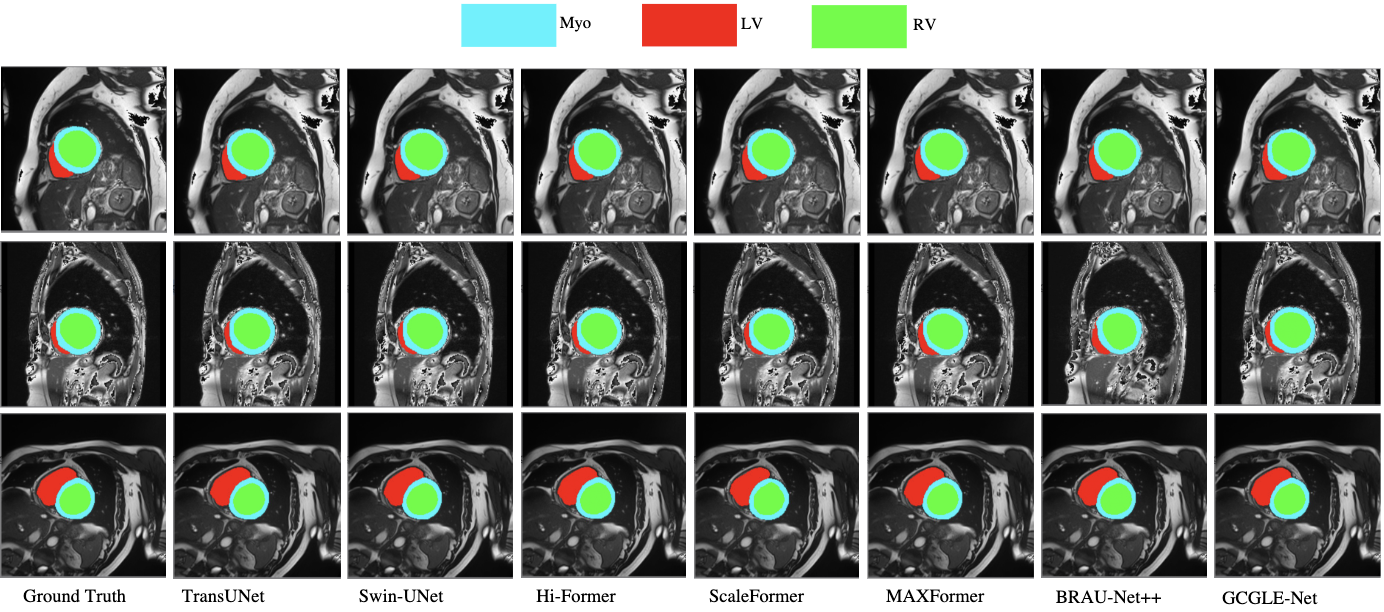 Myo
LV
RV
Ground Truth
TransUNet
Swin-UNet
Hi-Former
ScaleFormer
MAXFormer
BRAU-Net++
GCGLE-Net